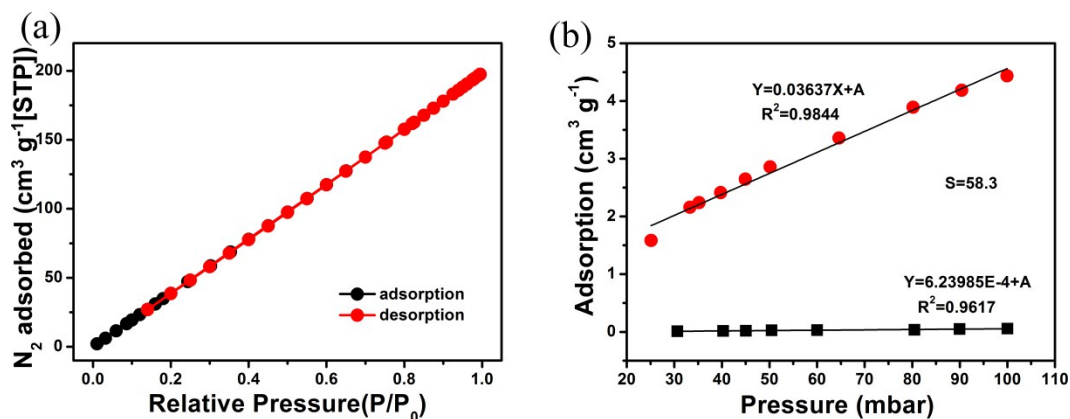 (a)
N₂ adsorbed (cm³ g⁻¹[STP])
200
150
100
50
0
adsorption
desorption
0.0 0.2 0.4 0.6 0.8 1.0
Relative Pressure(P/P₀)
(b)
Adsorption (cm³ g⁻¹)
5
4
3
2
1
0
Y=0.03637X+A
R²=0.9844
S=58.3
Y=6.23985E-4+A
R²=0.9617
20 30 40 50 60 70 80 90 100 110
Pressure (mbar)